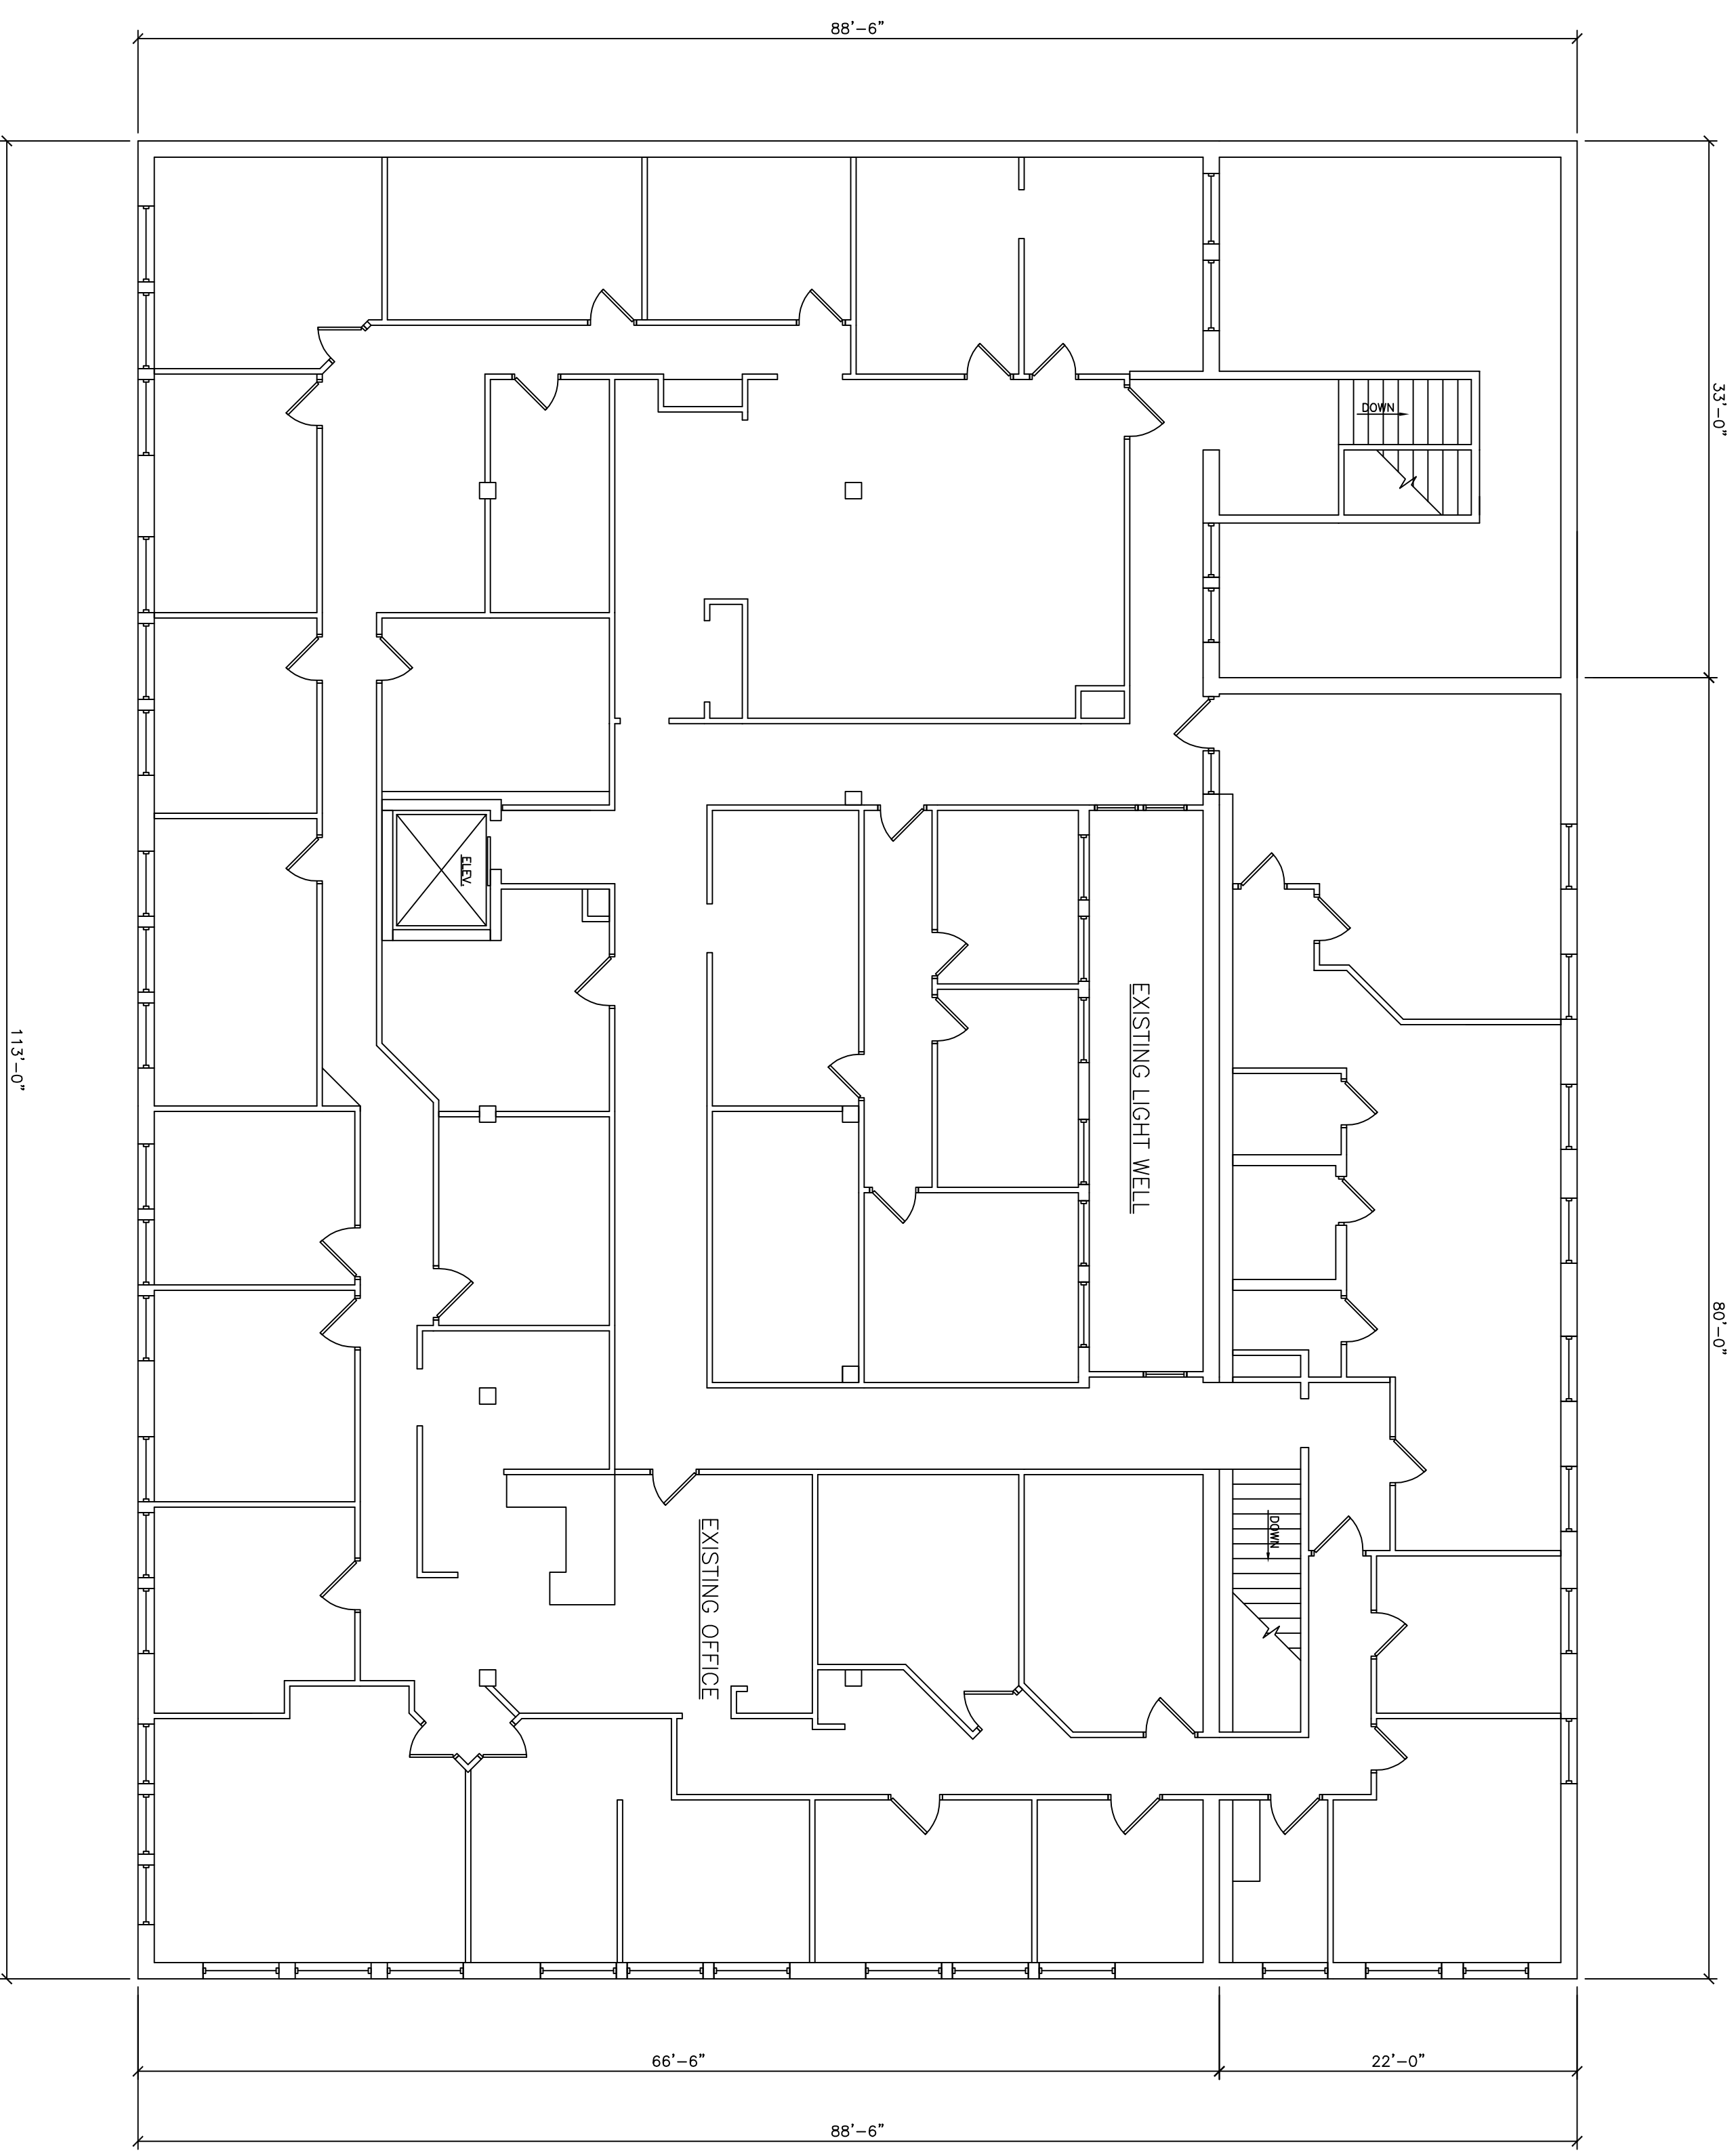 88'-6"
33'-0"
DOWN
ELEV.
EXISTING LIGHT WELL
113'-0"
80'-0"
DOWN
EXISTING OFFICE
66'-6"
22'-0"
88'-6"